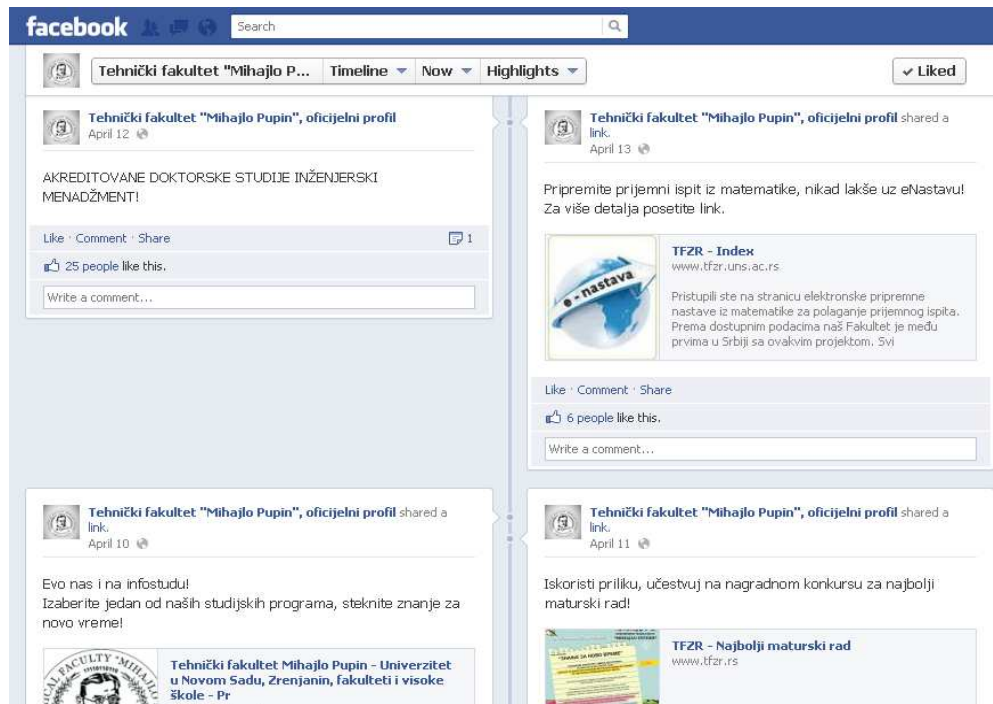 facebook
Search
Tehnički fakultet "Mihajlo P...
Timeline
Now
Highlights
Liked
Tehnički fakultet "Mihajlo Pupin", oficijelni profil
April 12
AKREDITOVANE DOKTORSKE STUDIJE INŽENJERSKI
MENADŽMENT!
Like · Comment · Share
1
25 people like this.
Write a comment...
Tehnički fakultet "Mihajlo Pupin", oficijelni profil shared a
link.
April 13
Pripremite prijemni ispit iz matematike, nikad lakše uz eNastavu!
Za više detalja posetite link.
e - nastava
TFZR - Index
www.tfzr.uns.ac.rs
Pristupili ste na stranicu elektronske pripremne
nastave iz matematike za polaganje prijemnog ispita.
Prema dostupnim podacima naš Fakultet je među
prvima u Srbiji sa ovakvim projektom. Svi
Like · Comment · Share
6 people like this.
Write a comment...
Tehnički fakultet "Mihajlo Pupin", oficijelni profil shared a
link.
April 10
Evo nas i na infostudu!
Izaberite jedan od naših studijskih programa, steknite znanje za
novo vreme!
Tehnički fakultet Mihajlo Pupin - Univerzitet
u Novom Sadu, Zrenjanin, fakulteti i visoke
škole - Pr
Tehnički fakultet "Mihajlo Pupin", oficijelni profil shared a
link.
April 11
Iskoristi priliku, učestvuj na nagradnom konkursu za najbolji
maturski rad!
TFZR - Najbolji maturski rad
www.tfzr.rs